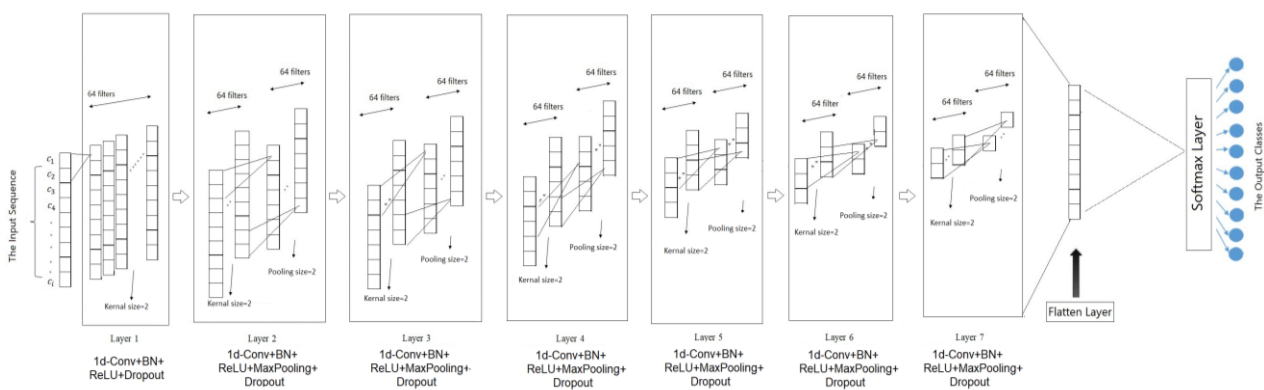 The Input Sequence
c1
c2
c3
c4
.
.
.
.
ci
64 filters
Kernal size=2
Layer 1
1d-Conv+BN+
ReLU+Dropout
64 filters
64 filters
Pooling size=2
Kernal size=2
Layer 2
1d-Conv+BN+
ReLU+MaxPooling+
Dropout
64 filters
64 filters
Pooling size=2
Kernal size=2
Layer 3
1d-Conv+BN+
ReLU+MaxPooling+
Dropout
64 filters
64 filters
Pooling size=2
Kernal size=2
Layer 4
1d-Conv+BN+
ReLU+MaxPooling+
Dropout
64 filters
64 filters
Pooling size=2
Kernal size=2
Layer 5
1d-Conv+BN+
ReLU+MaxPooling+
Dropout
64 filters
64 filter
Pooling size=2
Kernal size=2
Layer 6
1d-Conv+BN+
ReLU+MaxPooling+
Dropout
64 filters
64 filters
Pooling size=2
Kernal size=2
Layer 7
1d-Conv+BN+
ReLU+MaxPooling+
Dropout
Flatten Layer
Softmax Layer
The Output Classes